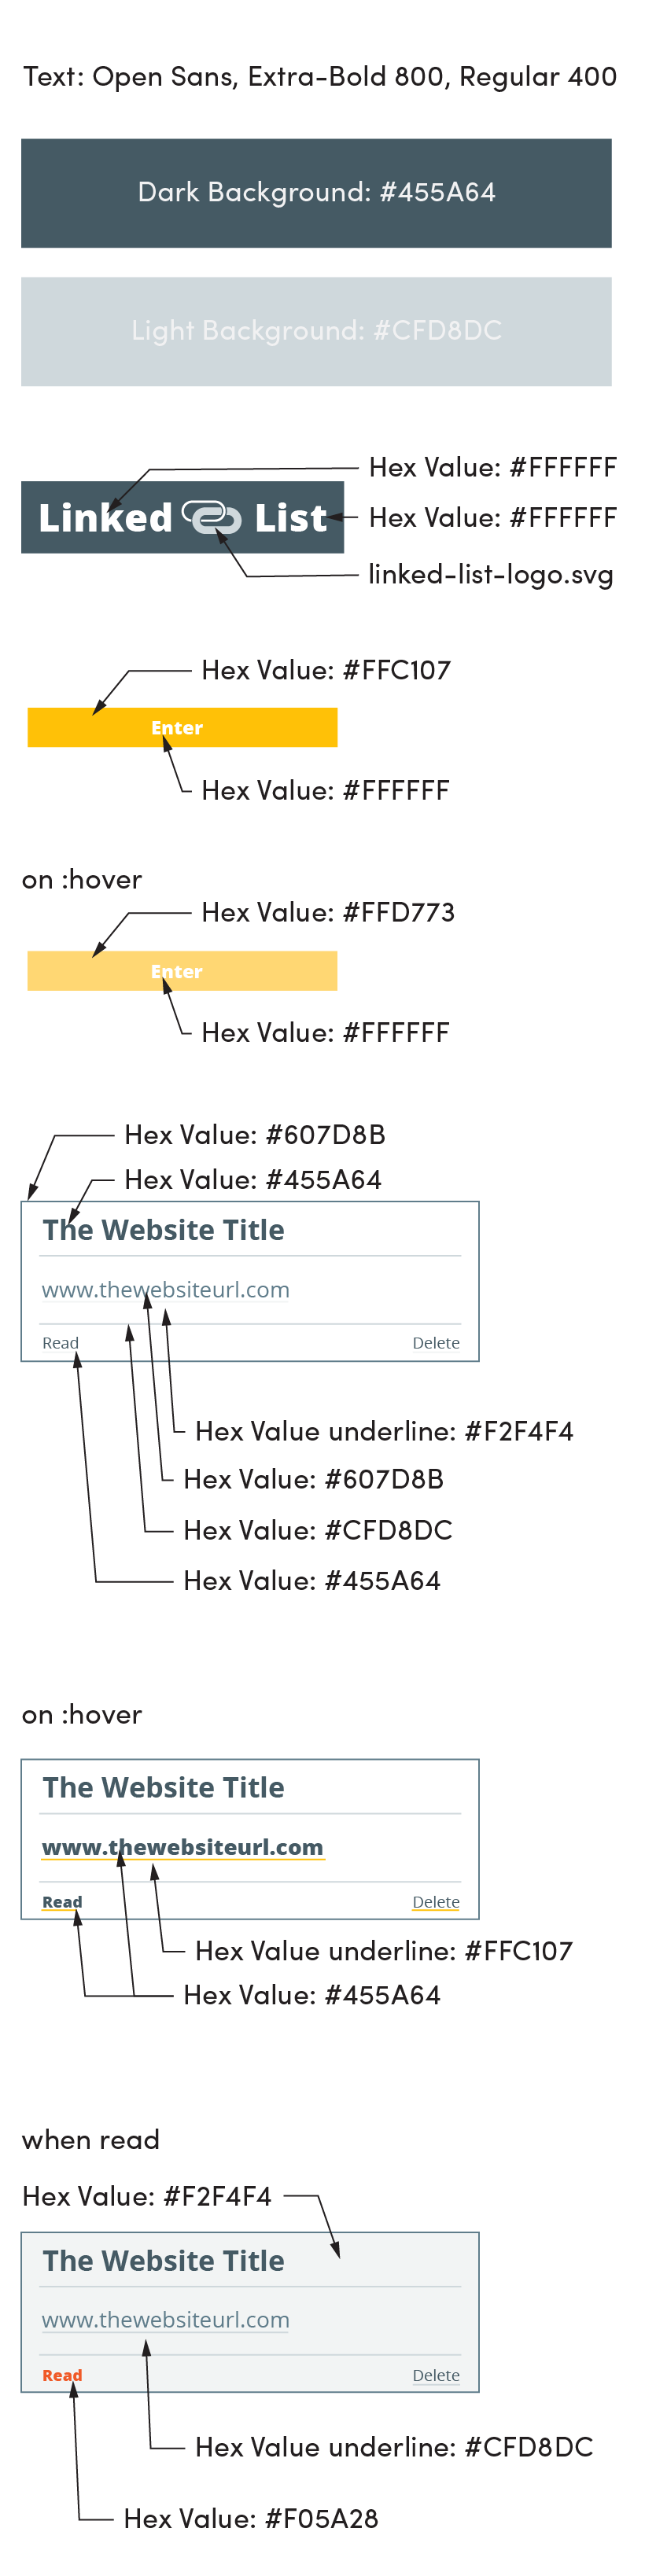 Text: Open Sans, Extra-Bold 800, Regular 400
Dark Background: #455A64
Light Background: #CFD8DC
Hex Value: #FFFFFF
Linked List
Hex Value: #FFFFFF
linked-list-logo.svg
Hex Value: #FFC107
Enter
Hex Value: #FFFFFF
on :hover
Hex Value: #FFD773
Enter
Hex Value: #FFFFFF
Hex Value: #607D8B
Hex Value: #455A64
The Website Title
www.thewebsiteurl.com
Read Delete
Hex Value underline: #F2F4F4
Hex Value: #607D8B
Hex Value: #CFD8DC
Hex Value: #455A64
on :hover
The Website Title
www.thewebsiteurl.com
Read Delete
Hex Value underline: #FFC107
Hex Value: #455A64
when read
Hex Value: #F2F4F4
The Website Title
www.thewebsiteurl.com
Read Delete
Hex Value underline: #CFD8DC
Hex Value: #F05A28